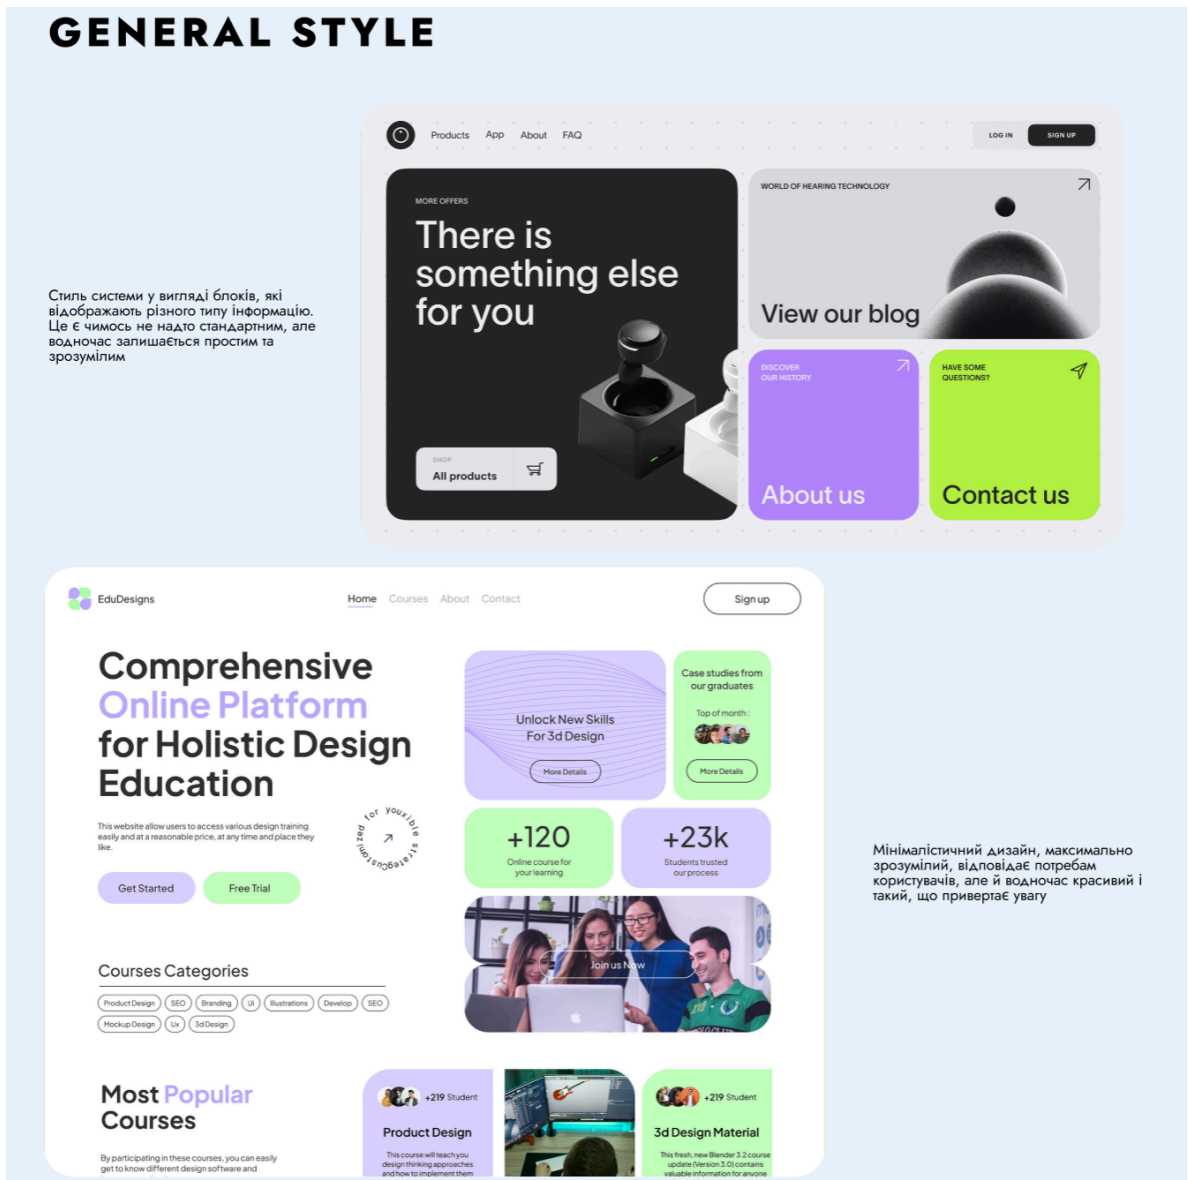 GENERAL STYLE
Products App About FAQ
LOG IN SIGN UP
MORE OFFERS
There is
something else
for you
SHOP
All products
WORLD OF HEARING TECHNOLOGY
View our blog
DISCOVER
OUR HISTORY
About us
HAVE SOME
QUESTIONS?
Contact us
Стиль системи у вигляді блоків, які
відображають різного типу інформацію.
Це є чимось не надто стандартним, але
водночас залишається простим та
зрозумілим
EduDesigns
Home Courses About Contact
Sign up
Comprehensive
Online Platform
for Holistic Design
Education
This website allow users to access various design training
easily and at a reasonable price, at any time and place they
like.
Get Started Free Trial
Customized for youxible strateg
Unlock New Skills
For 3d Design
More Details
Case studies from
our graduates
Top of month :
More Details
+120
Online course for
your learning
+23k
Students trusted
our process
Join us Now
Courses Categories
Product Design SEO Branding Ui Illustrations Develop SEO
Mockup Design Ux 3d Design
Most Popular
Courses
By participating in these courses, you can easily
get to know different design software and
+219 Student
Product Design
This course will teach you
design thinking approaches
and how to implement them
+219 Student
3d Design Material
This fresh, new Blender 3.2 course
update (Version 3.0) contains
valuable information for anyone
Мінімалістичний дизайн, максимально
зрозумілий, відповідає потребам
користувачів, але й водночас красивий і
такий, що привертає увагу